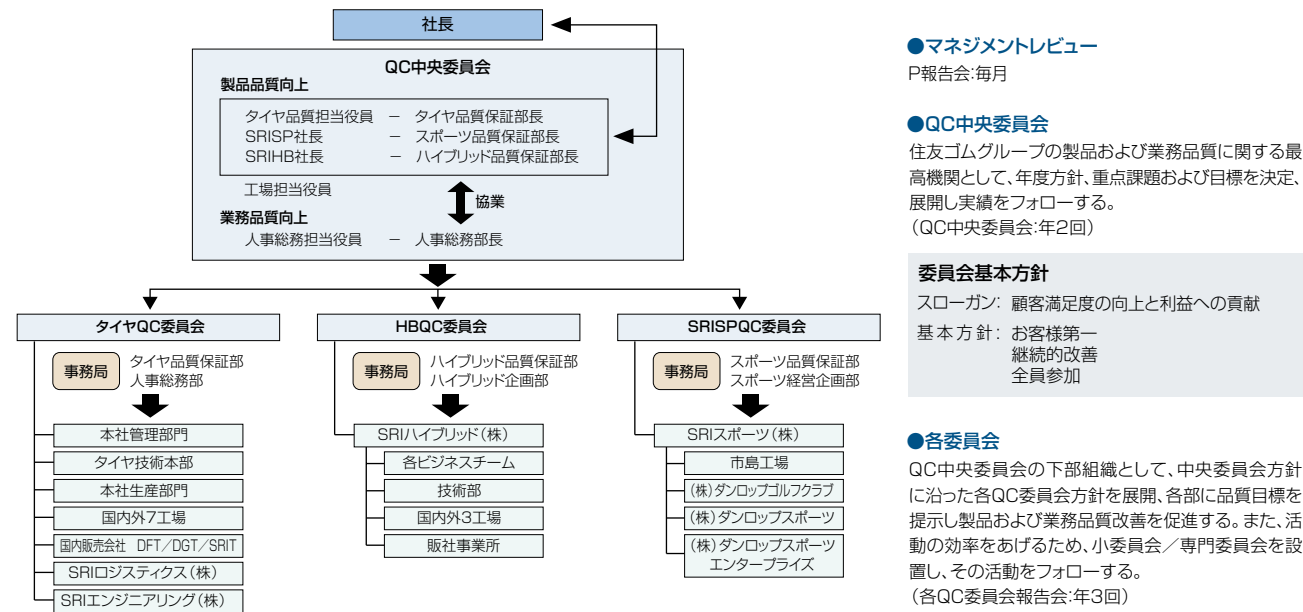 社長
QC中央委員会
製品品質向上
タイヤ品質担当役員 － タイヤ品質保証部長
SRISP社長 － スポーツ品質保証部長
SRIHB社長 － ハイブリッド品質保証部長
工場担当役員
協業
業務品質向上
人事総務担当役員 － 人事総務部長
タイヤQC委員会
事務局
タイヤ品質保証部
人事総務部
本社管理部門
タイヤ技術本部
本社生産部門
国内外7工場
国内販売会社 DFT／DGT／SRIT
SRIロジスティクス（株）
SRIエンジニアリング（株）
HBQC委員会
事務局
ハイブリッド品質保証部
ハイブリッド企画部
SRIハイブリッド（株）
各ビジネスチーム
技術部
国内外3工場
販社事業所
SRISPQC委員会
事務局
スポーツ品質保証部
スポーツ経営企画部
SRIスポーツ（株）
市島工場
（株）ダンロップゴルフクラブ
（株）ダンロップスポーツ
（株）ダンロップスポーツ
エンタープライズ
●マネジメントレビュー
P報告会:毎月
●QC中央委員会
住友ゴムグループの製品および業務品質に関する最
高機関として、年度方針、重点課題および目標を決定、
展開し実績をフォローする。
（QC中央委員会:年2回）
委員会基本方針
スローガン: 顧客満足度の向上と利益への貢献
基本方針: お客様第一
継続的改善
全員参加
●各委員会
QC中央委員会の下部組織として、中央委員会方針
に沿った各QC委員会方針を展開、各部に品質目標を
提示し製品および業務品質改善を促進する。また、活
動の効率をあげるため、小委員会／専門委員会を設
置し、その活動をフォローする。
（各QC委員会報告会:年3回）